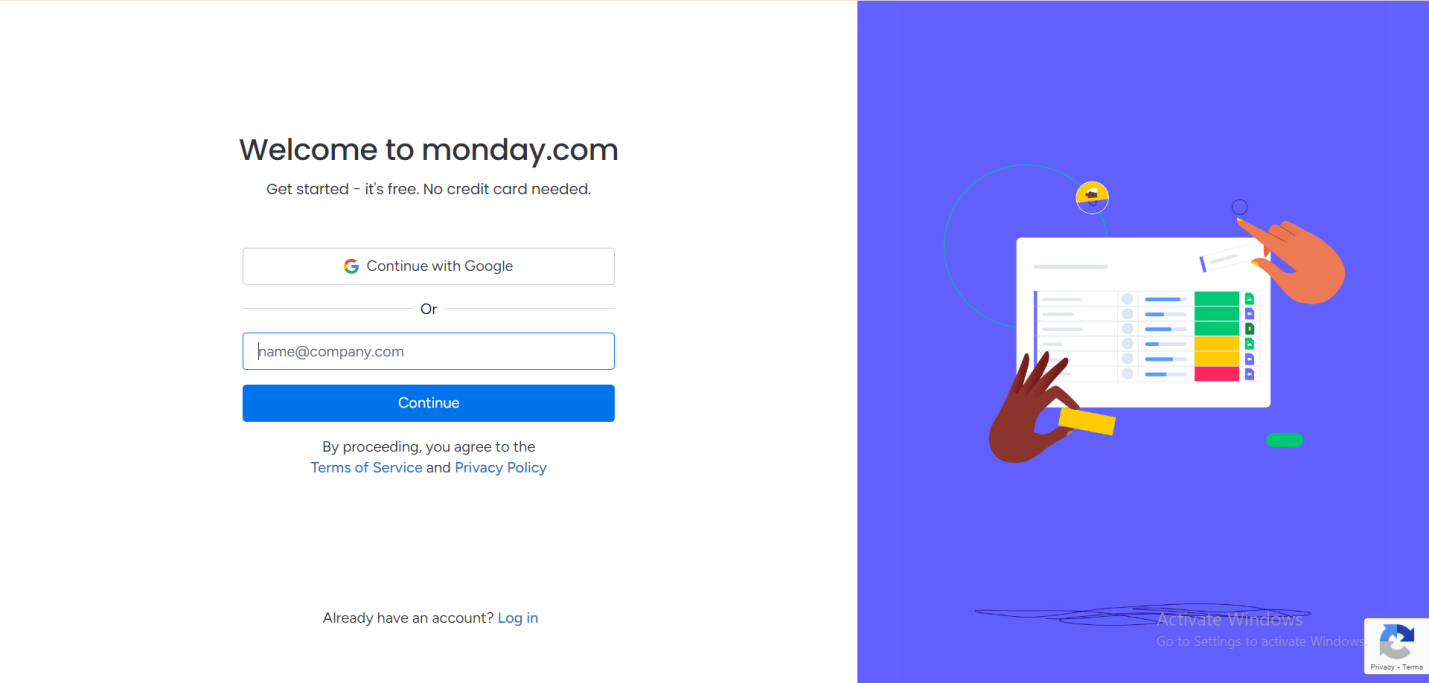 Welcome to monday.com
Get started - it's free. No credit card needed.
Continue with Google
Or
name@company.com
Continue
By proceeding, you agree to the
Terms of Service and Privacy Policy
Already have an account? Log in
Activate Windows
Go to Settings to activate Windows.
Privacy - Terms